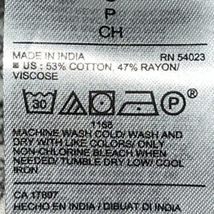 P
CH
MADE IN INDIA RN 54023
US : 53% COTTON, 47% RAYON/
VISCOSE
30 P
1155
MACHINE WASH COLD/ WASH AND
DRY WITH LIKE COLORS/ ONLY
NON-CHLORINE BLEACH WHEN
NEEDED/ TUMBLE DRY LOW/ COOL
IRON
CA 17897
HECHO EN INDIA / DIBUAT DI INDIA